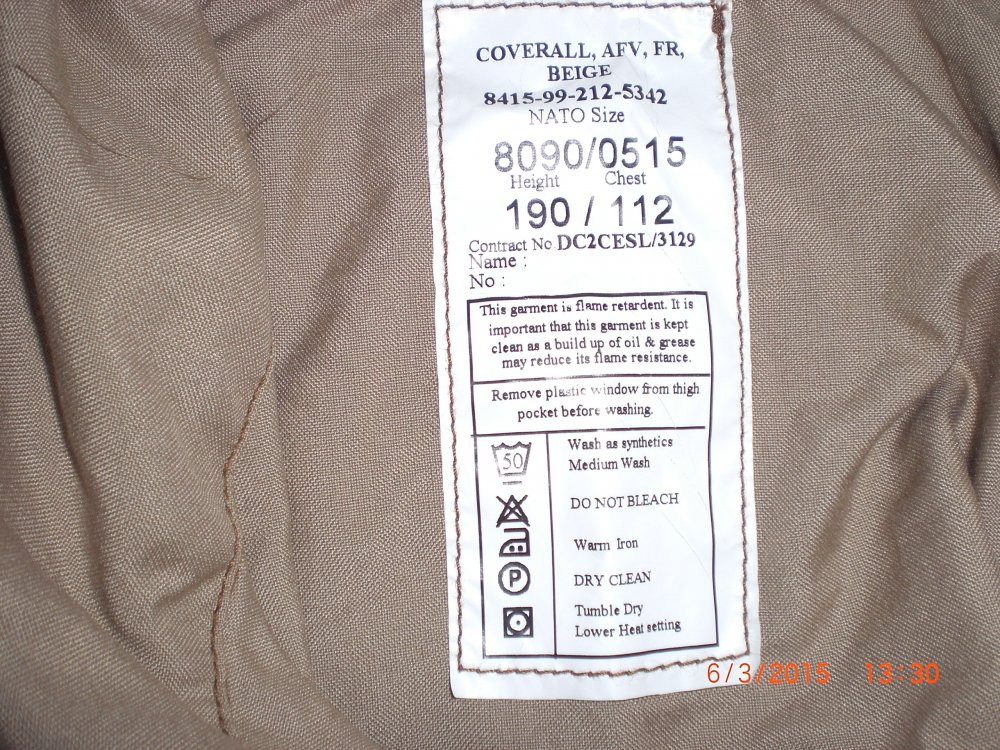 COVERALL, AFV, FR,
BEIGE
8415-99-212-5342
NATO Size
8090/0515
Height Chest
190 / 112
Contract No DC2CESL/3129
Name :
No :
This garment is flame retardent. It is
important that this garment is kept
clean as a build up of oil & grease
may reduce its flame resistance.
Remove plastic window from thigh
pocket before washing.
50
Wash as synthetics
Medium Wash
DO NOT BLEACH
Warm Iron
P
DRY CLEAN
Tumble Dry
Lower Heat setting
6/3/2015 13:30